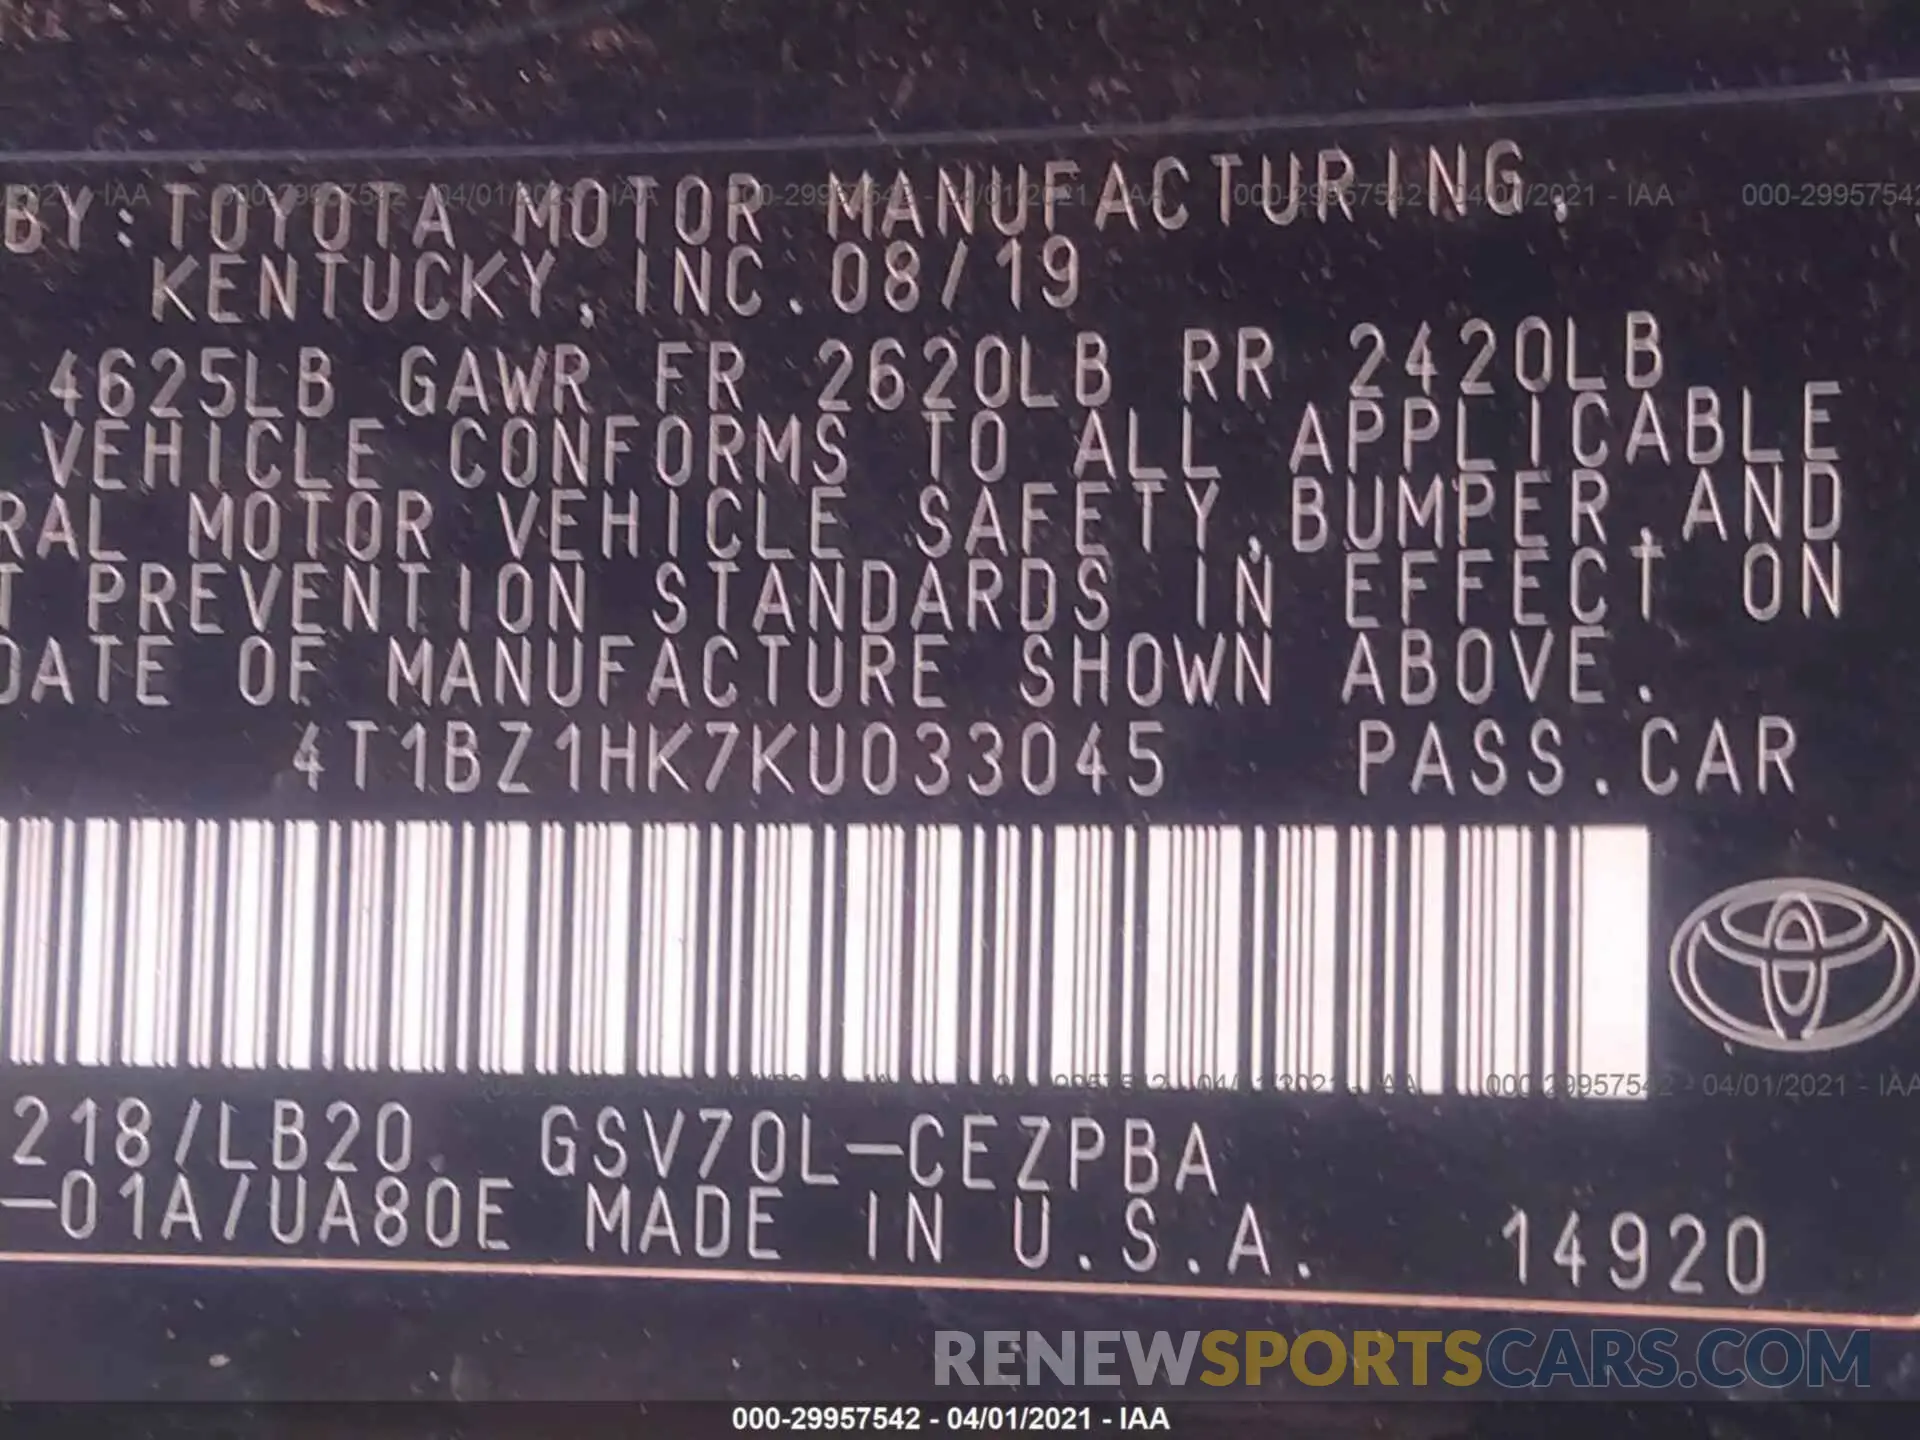 BY:TOYOTA MOTOR MANUFACTURING,
KENTUCKY, INC. 08/19
4625LB GAWR FR 2620LB RR 2420LB
VEHICLE CONFORMS TO ALL APPLICABLE
RAL MOTOR VEHICLE SAFETY, BUMPER, AND
T PREVENTION STANDARDS IN EFFECT ON
DATE OF MANUFACTURE SHOWN ABOVE.
4T1BZ1HK7KU033045 PASS.CAR
218/LB20 GSV70L-CEZPBA
-01A/UA80E MADE IN U.S.A. 14920
RENEWSPORTSCARS.COM
000-29957542 - 04/01/2021 - IAA